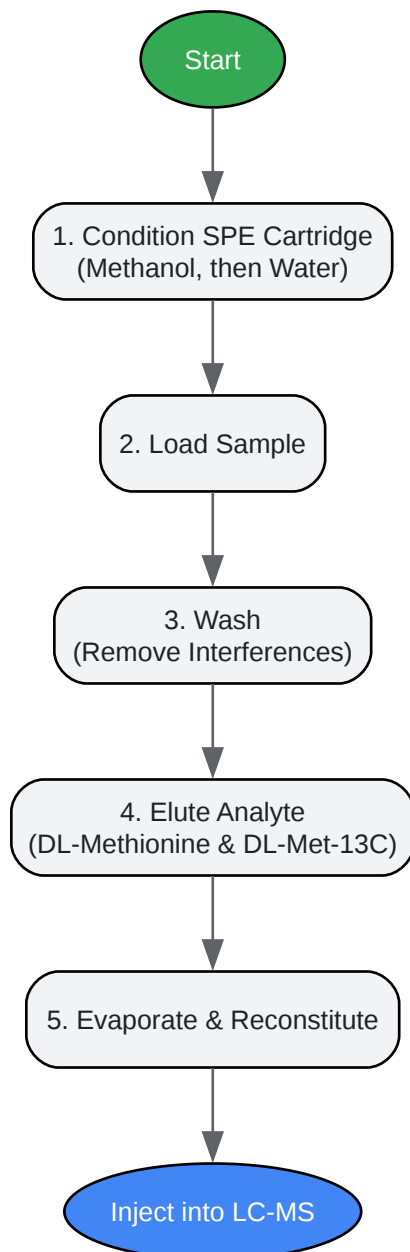 Start
1. Condition SPE Cartridge
(Methanol, then Water)
2. Load Sample
3. Wash
(Remove Interferences)
4. Elute Analyte
(DL-Methionine & DL-Met-13C)
5. Evaporate & Reconstitute
Inject into LC-MS